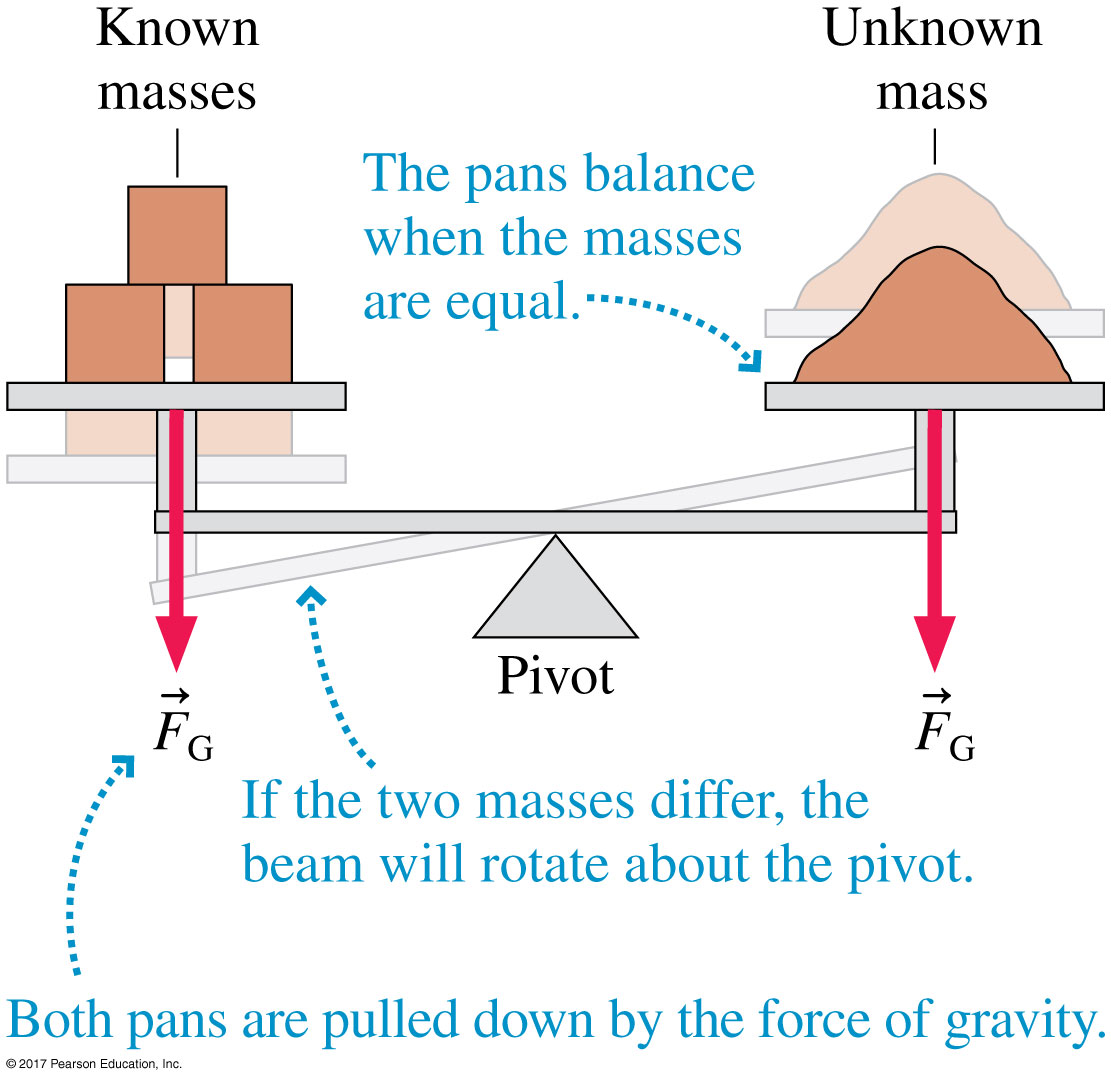 Known
masses
Unknown
mass
The pans balance
when the masses
are equal.
Pivot
F⃗G
F⃗G
If the two masses differ, the
beam will rotate about the pivot.
Both pans are pulled down by the force of gravity.
© 2017 Pearson Education, Inc.